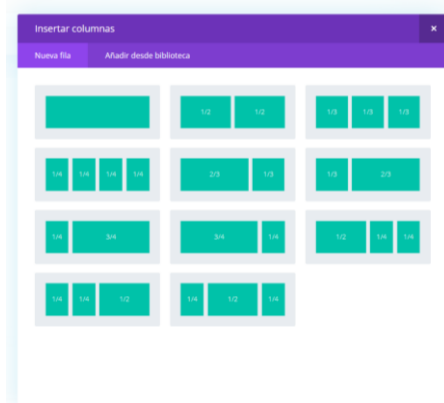 Insertar columnas
×
Nueva fila Añadir desde biblioteca
1/2 1/2
1/3 1/3 1/3
1/4 1/4 1/4 1/4
2/3 1/3
1/3 2/3
1/4 3/4
3/4 1/4
1/2 1/4 1/4
1/4 1/4 1/2
1/4 1/2 1/4